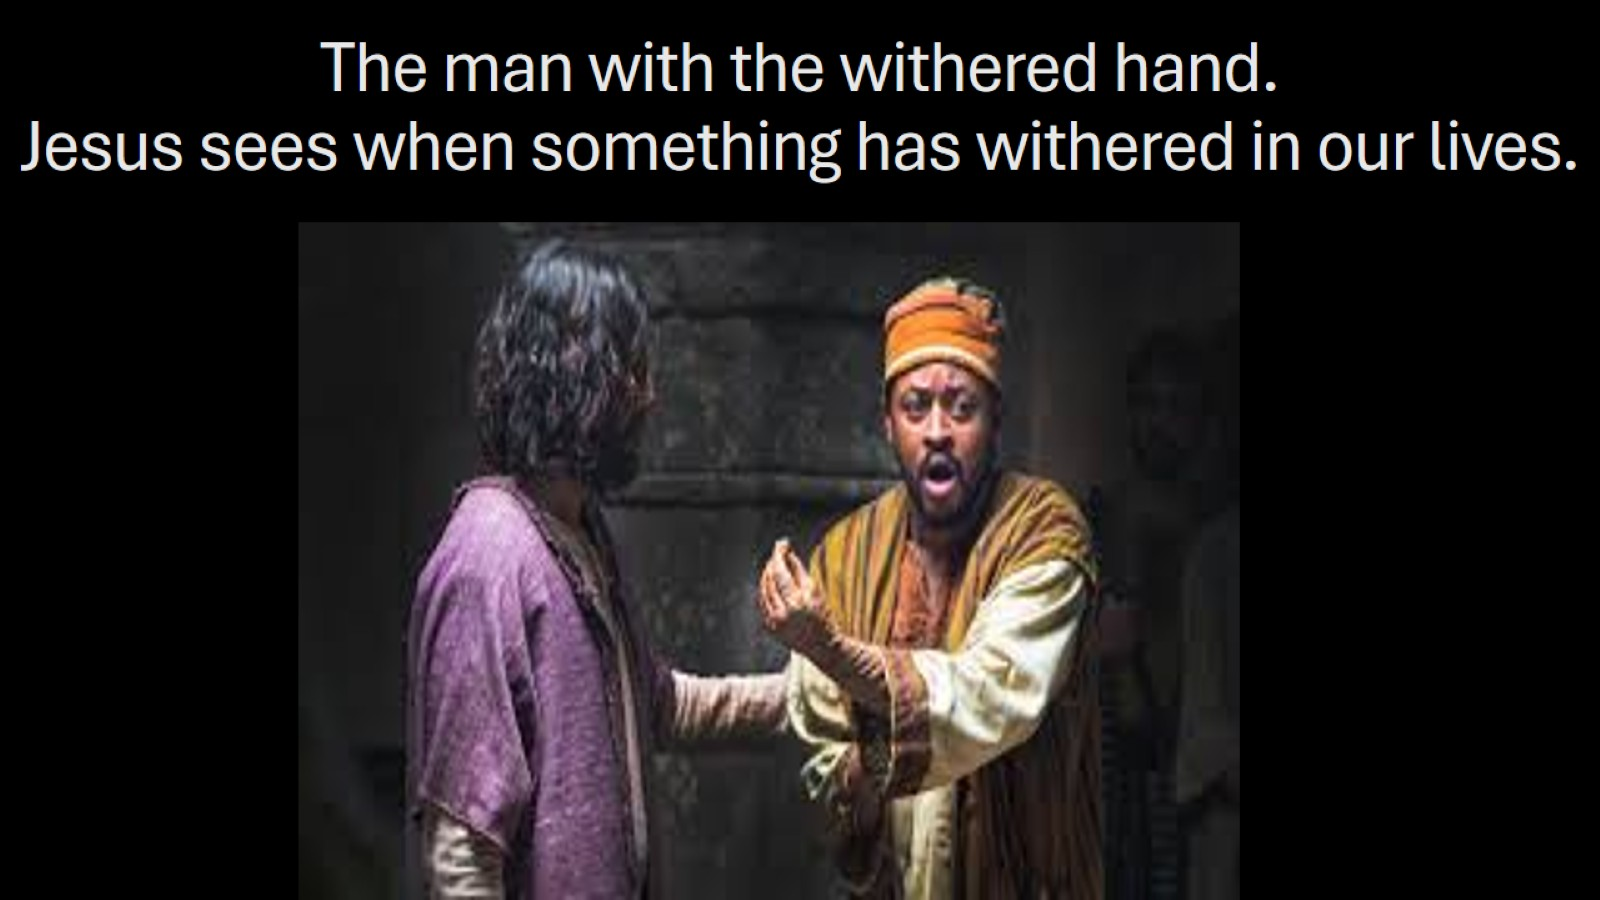 The man with the withered hand.
Jesus sees when something has withered in our lives.